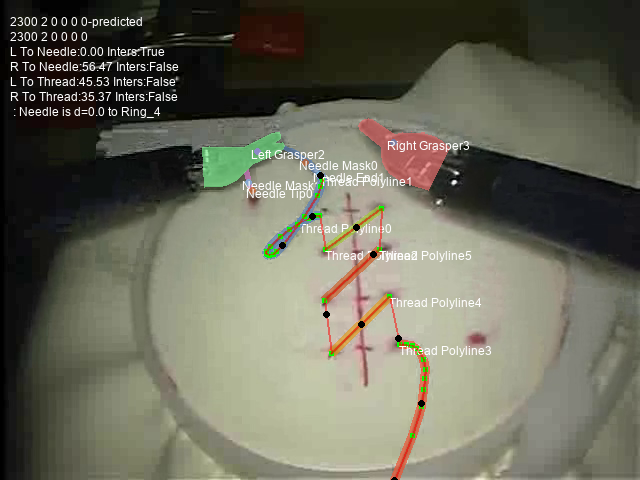 2300 2 0 0 0 0-predicted
2300 2 0 0 0 0
L To Needle:0.00 Inters:True
R To Needle:56.47 Inters:False
L To Thread:45.53 Inters:False
R To Thread:35.37 Inters:False
: Needle is d=0.0 to Ring_4
Right Grasper3
Left Grasper2
Needle Mask0
Needle End1
Thread Polyline1
Needle Mask
Needle Tip0
Thread Polyline0
Thread Polyline5
Thread Polyline4
Thread Polyline3